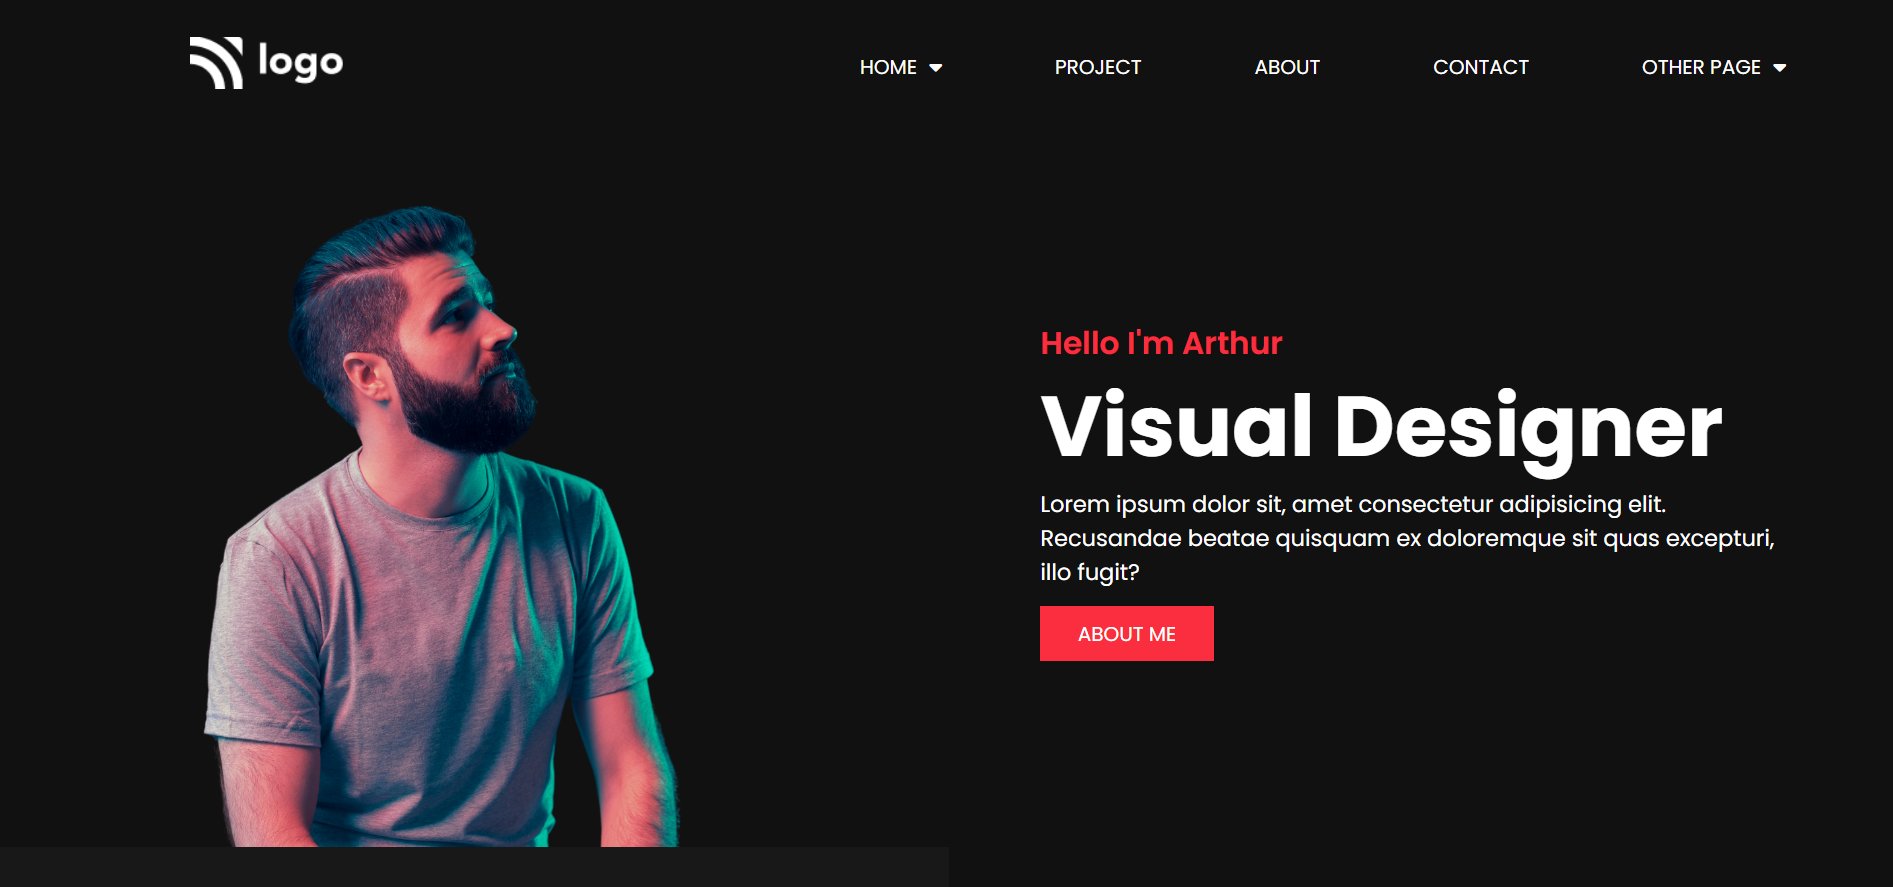 logo
HOME
PROJECT
ABOUT
CONTACT
OTHER PAGE
Hello I'm Arthur
Visual Designer
Lorem ipsum dolor sit, amet consectetur adipisicing elit.
Recusandae beatae quisquam ex doloremque sit quas excepturi,
illo fugit?
ABOUT ME